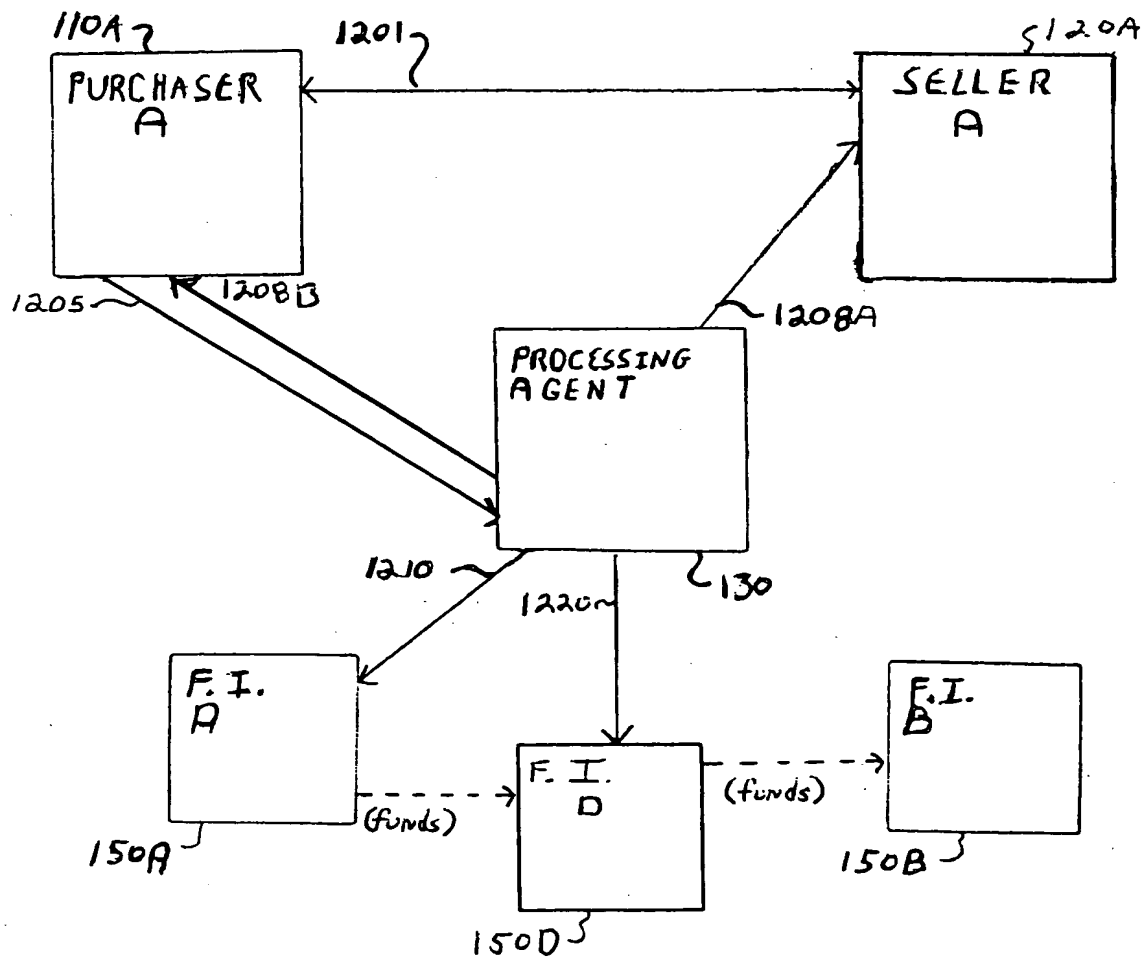 110A
1201
120A
PURCHASER
A
SELLER
A
1205
1208B
1208A
PROCESSING
AGENT
1210
1220
130
F. I.
A
F. I.
D
F. I.
B
(funds)
(funds)
150A
150B
150D